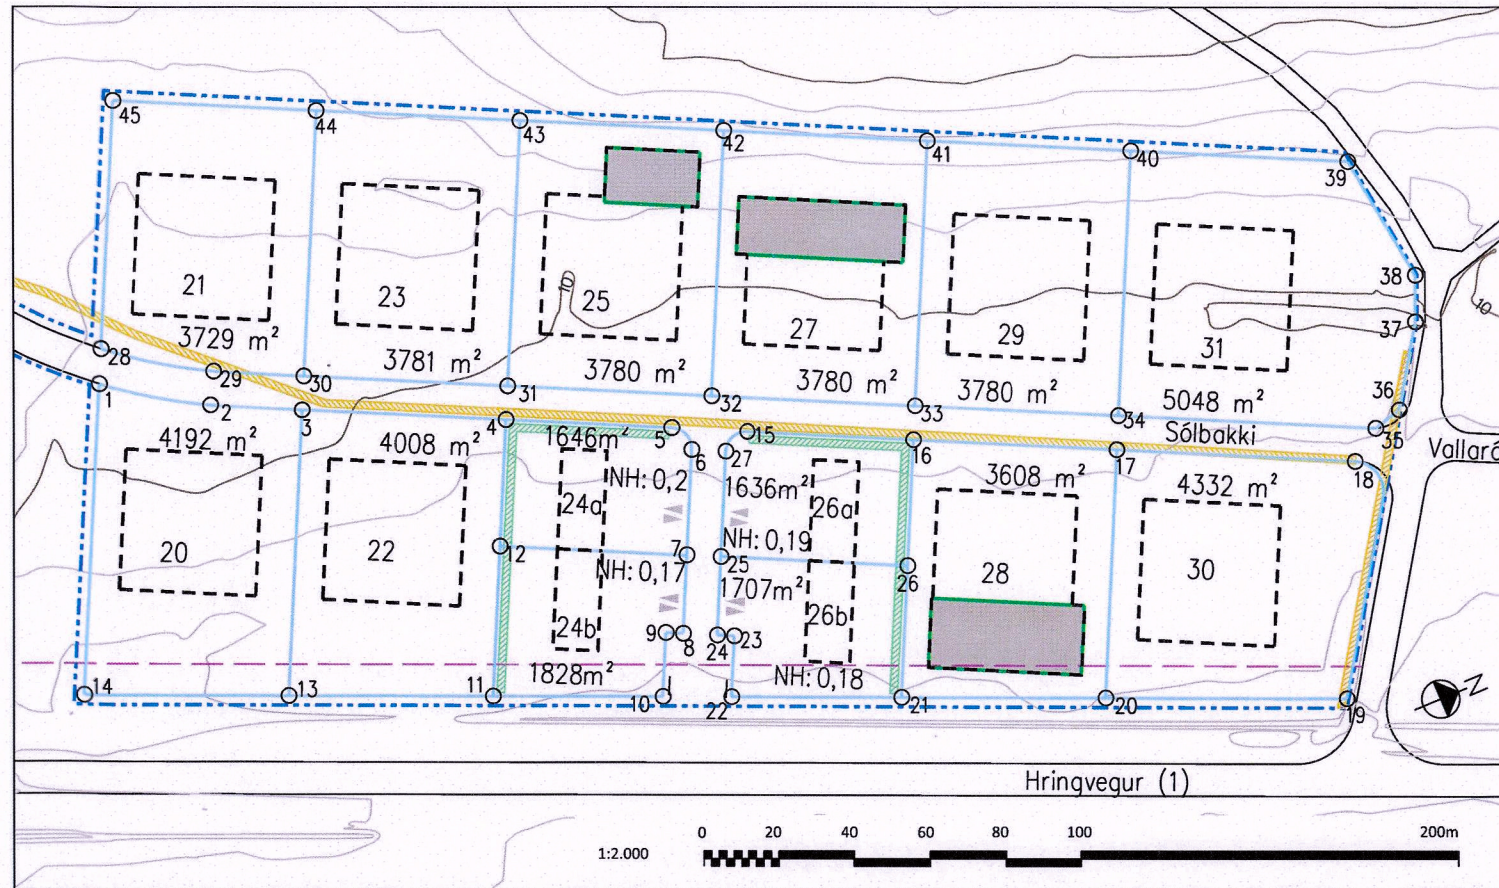 45
44
43
42
41
40
39
38
37
36
35
21
23
25
27
29
31
10
10
3729 m²
3781 m²
3780 m²
3780 m²
3780 m²
5048 m²
28
29
30
31
32
33
34
1
2
3
4
5
6
15
27
16
17
18
Sólbakki
Vallará
4192 m²
4008 m²
1646m²
NH: 0,2
1636m²
3608 m²
4332 m²
24a
26a
20
22
28
30
12
7
NH: 0,17
NH: 0,19
25
1707m²
26
24b
26b
9
8
24
23
1828m²
NH: 0,18
14
13
11
10
22
21
20
19
N
Hringvegur (1)
1:2.000
0 20 40 60 80 100 200m